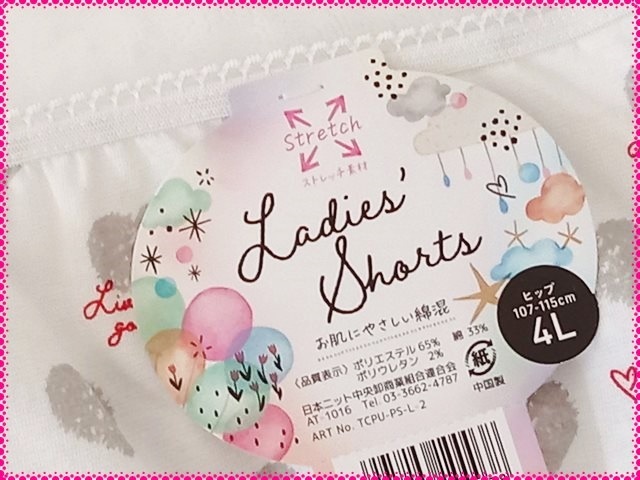 Stretch
ストレッチ素材
Ladies'
Shorts
お肌にやさしい綿混
〈品質表示〉ポリエステル 65% 綿 33%
ポリウレタン 2%
日本ニット中央卸商業組合連合会
AT-1016 Tel. 03-3662-4787
ART No. TCPU-PS-L-2
紙
中国製
ヒップ
107-115cm
4L